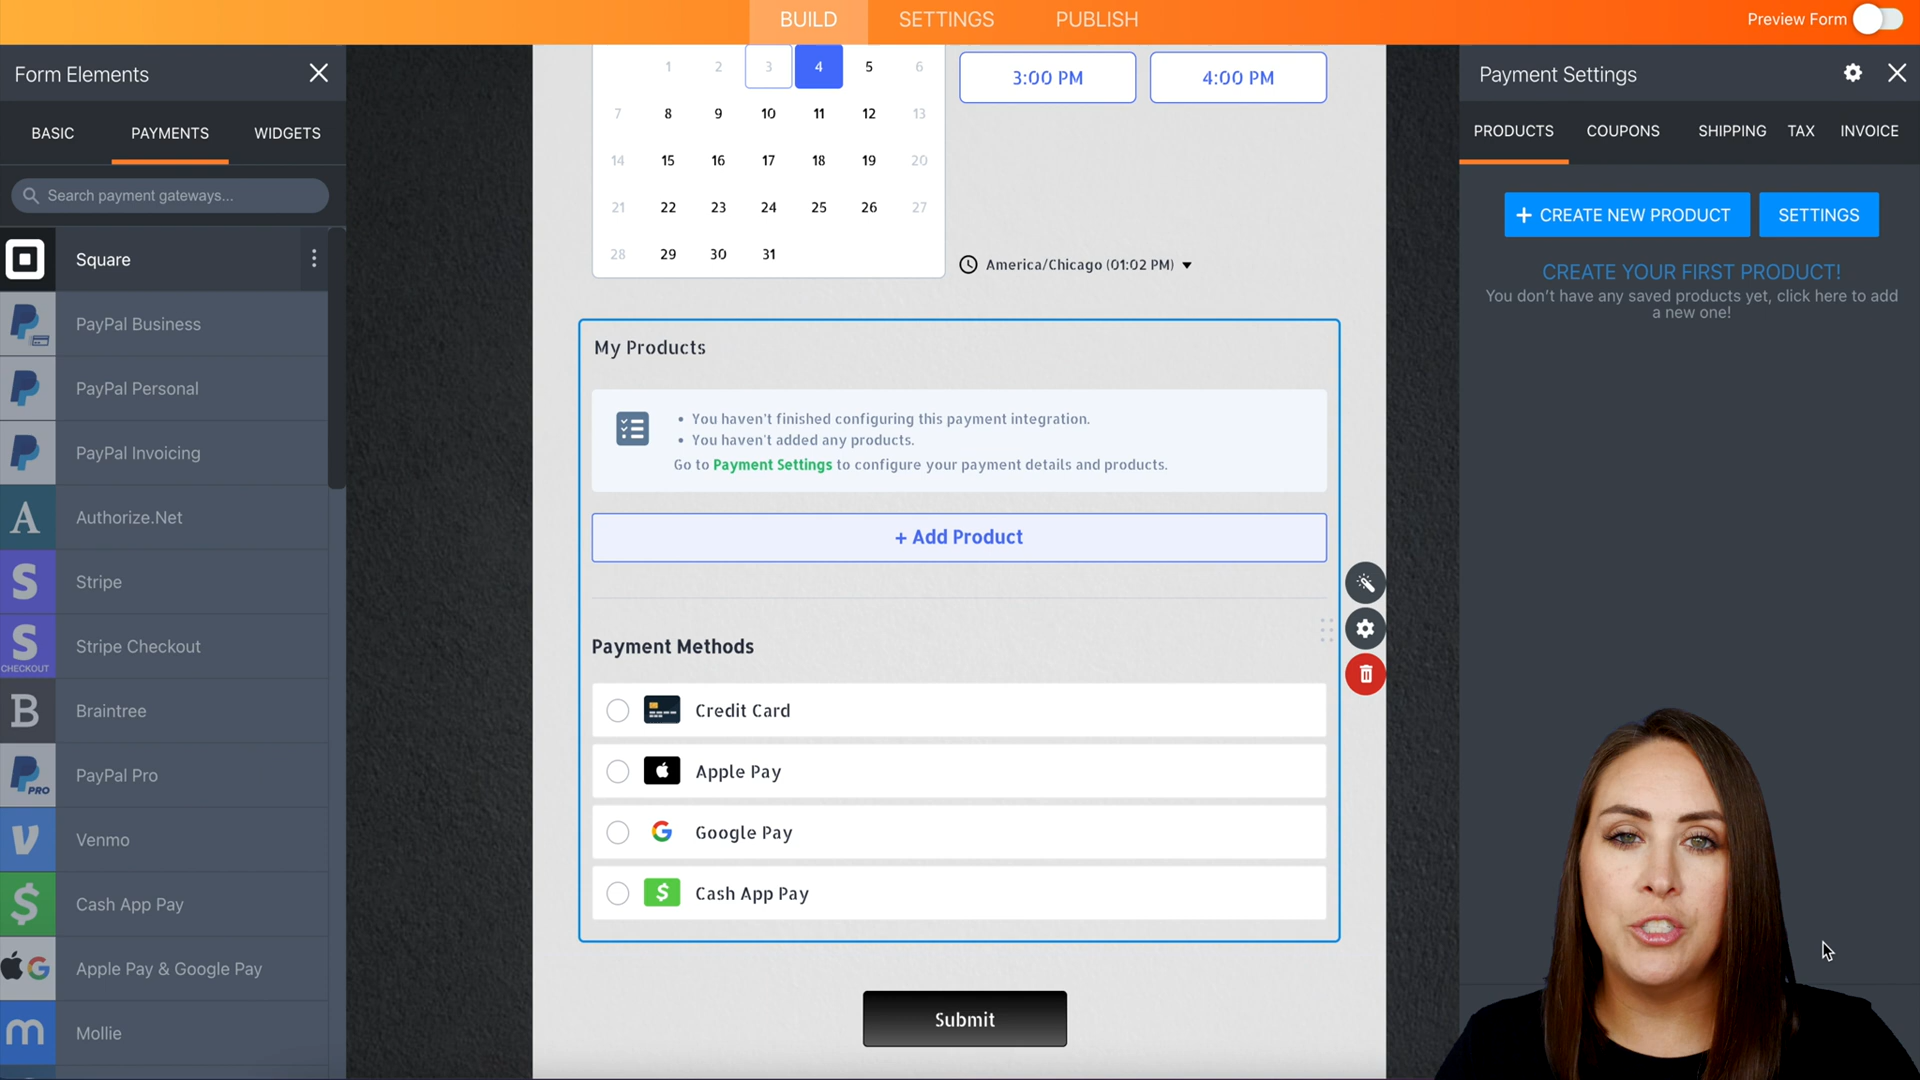 BUILD
SETTINGS
PUBLISH
Preview Form
Form Elements
BASIC
PAYMENTS
WIDGETS
Search payment gateways...
Square
PayPal Business
PayPal Personal
PayPal Invoicing
A
Authorize.Net
S
Stripe
S
CHECKOUT
Stripe Checkout
B
Braintree
PRO
PayPal Pro
Venmo
$
Cash App Pay
G
Apple Pay & Google Pay
m
Mollie
1 2 3 4 5 6
7 8 9 10 11 12 13
14 15 16 17 18 19 20
21 22 23 24 25 26 27
28 29 30 31
3:00 PM
4:00 PM
America/Chicago (01:02 PM)
My Products
• You haven't finished configuring this payment integration.
• You haven't added any products.
Go to Payment Settings to configure your payment details and products.
+ Add Product
Payment Methods
Credit Card
Apple Pay
G Google Pay
$ Cash App Pay
Submit
Payment Settings
PRODUCTS
COUPONS
SHIPPING
TAX
INVOICE
+ CREATE NEW PRODUCT
SETTINGS
CREATE YOUR FIRST PRODUCT!
You don't have any saved products yet, click here to add
a new one!